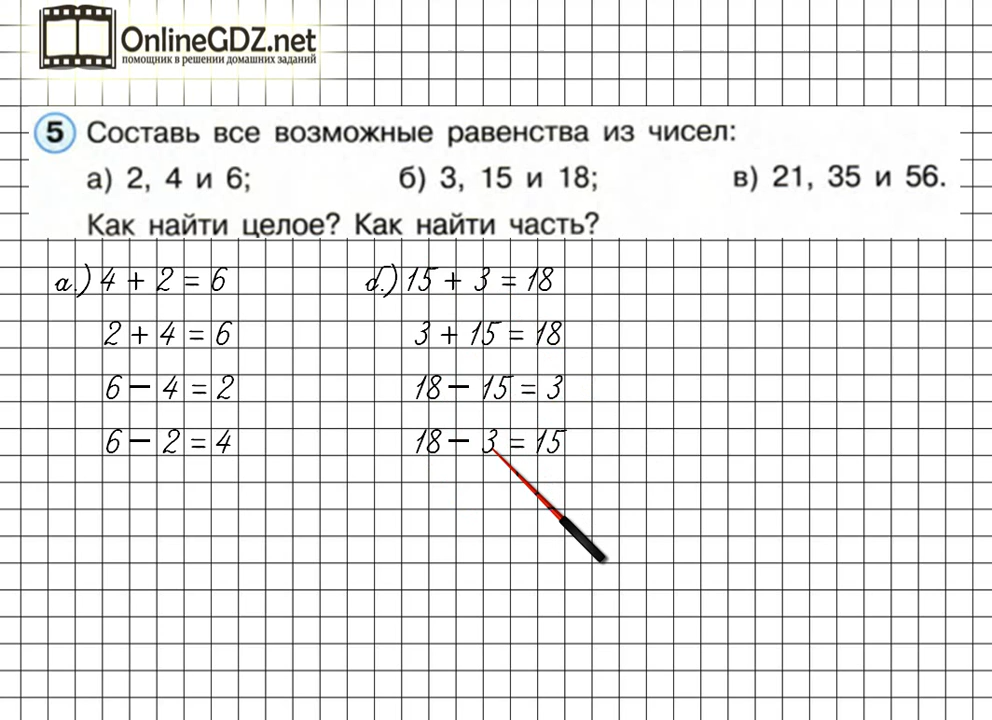 OnlineGDZ.net
помощник в решении домашних заданий
5 Составь все возможные равенства из чисел:
а) 2, 4 и 6; б) 3, 15 и 18; в) 21, 35 и 56.
Как найти целое? Как найти часть?
а.) 4 + 2 = 6
2 + 4 = 6
6 − 4 = 2
6 − 2 = 4
б.) 15 + 3 = 18
3 + 15 = 18
18 − 15 = 3
18 − 3 = 15